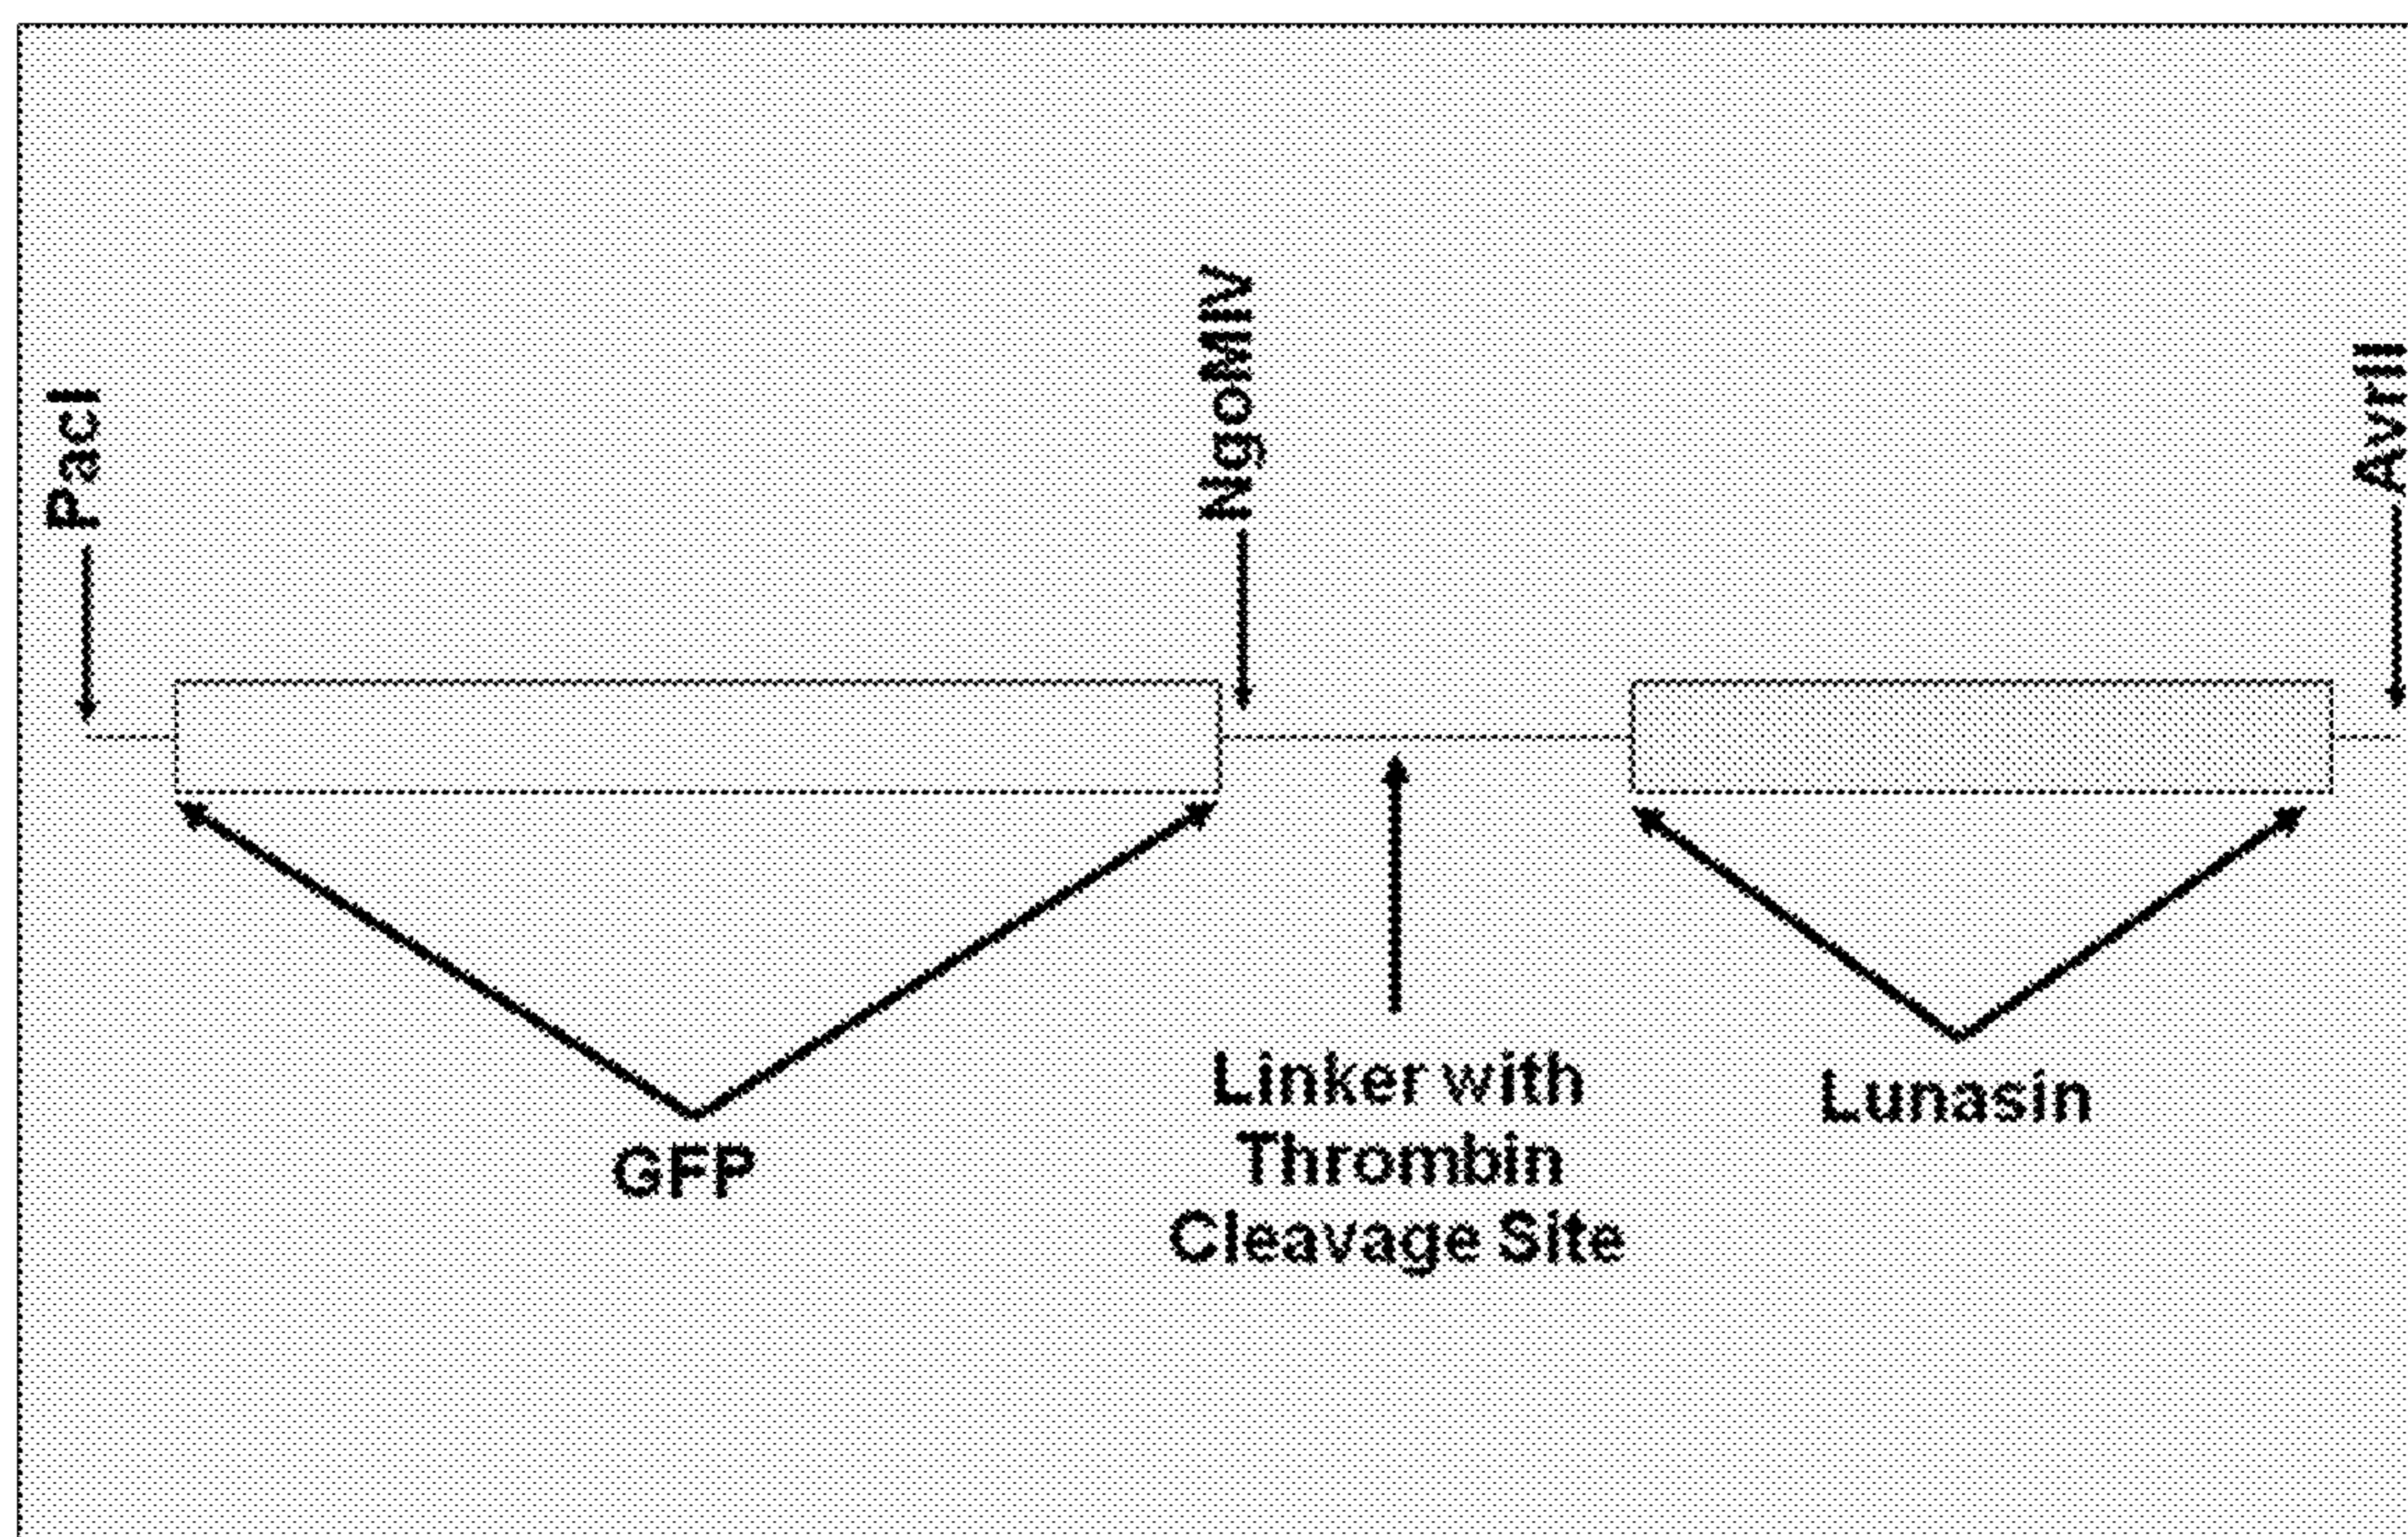 PacI
NgoMIV
AvrII
GFP
Linker with
Thrombin
Cleavage Site
Lunasin